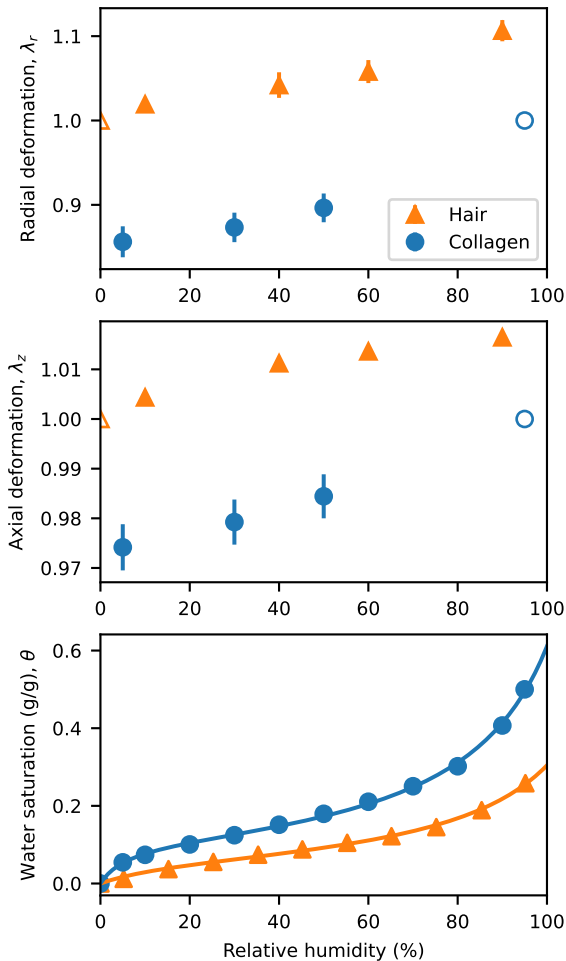 Radial deformation, λr
1.1
1.0
0.9
Hair
Collagen
0 20 40 60 80 100
Axial deformation, λz
1.01
1.00
0.99
0.98
0.97
0 20 40 60 80 100
Water saturation (g/g), θ
0.6
0.4
0.2
0.0
0 20 40 60 80 100
Relative humidity (%)